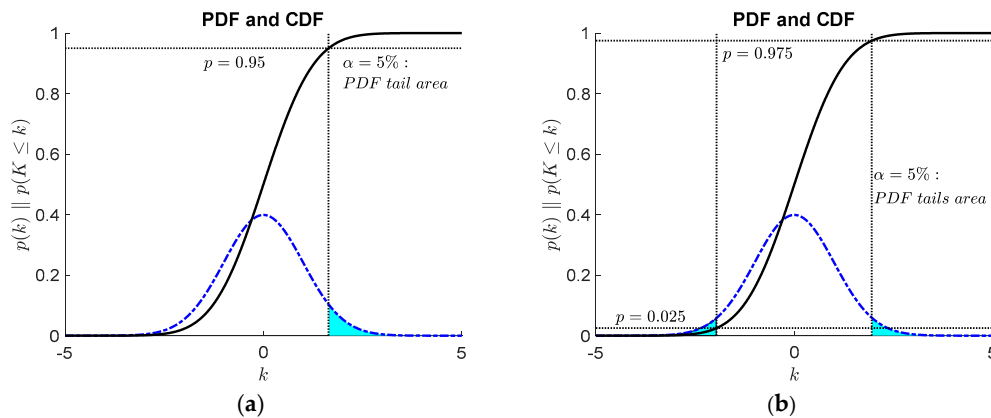 PDF and CDF
1
0.8
0.6
0.4
0.2
0
-5
0
5
p(k) || p(K ≤ k)
k
p = 0.95
α = 5% :
PDF tail area
(a)
PDF and CDF
1
0.8
0.6
0.4
0.2
0
-5
0
5
p(k) || p(K ≤ k)
k
p = 0.975
α = 5% :
PDF tails area
p = 0.025
(b)